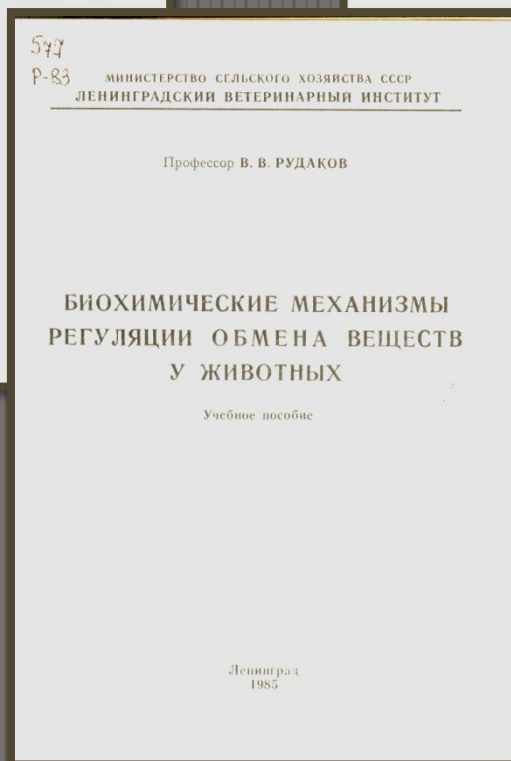 577
Р-83
МИНИСТЕРСТВО СЕЛЬСКОГО ХОЗЯЙСТВА СССР
ЛЕНИНГРАДСКИЙ ВЕТЕРИНАРНЫЙ ИНСТИТУТ
Профессор В. В. РУДАКОВ
БИОХИМИЧЕСКИЕ МЕХАНИЗМЫ
РЕГУЛЯЦИИ ОБМЕНА ВЕЩЕСТВ
У ЖИВОТНЫХ
Учебное пособие
Ленинград
1985